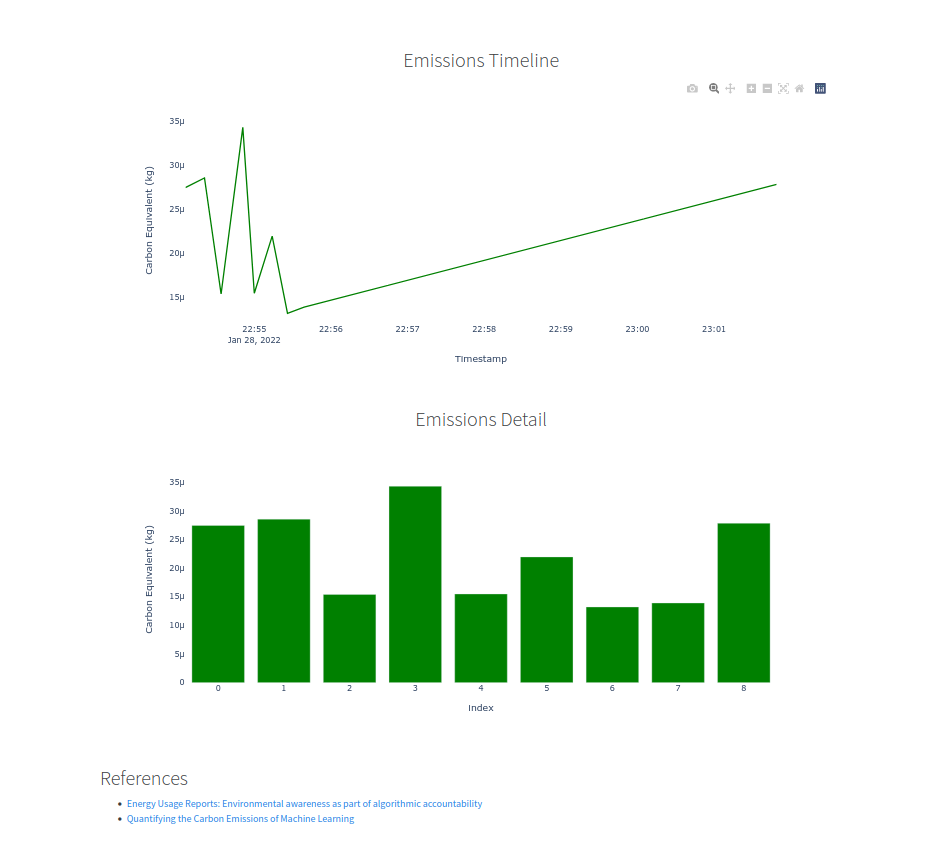 Emissions Timeline
35μ
30μ
25μ
20μ
15μ
Carbon Equivalent (kg)
22:55 22:56 22:57 22:58 22:59 23:00 23:01
Jan 28, 2022
Timestamp
Emissions Detail
35μ
30μ
25μ
20μ
15μ
10μ
5μ
0
Carbon Equivalent (kg)
0 1 2 3 4 5 6 7 8
Index
References
Energy Usage Reports: Environmental awareness as part of algorithmic accountability
Quantifying the Carbon Emissions of Machine Learning